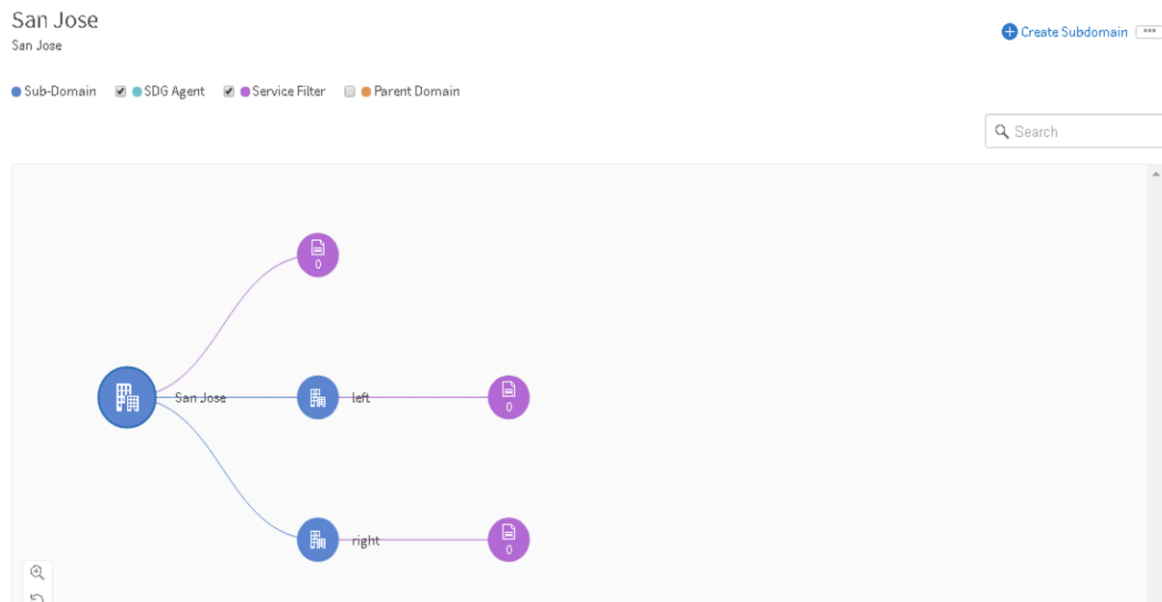 San Jose
San Jose
Create Subdomain
Sub-Domain SDG Agent Service Filter Parent Domain
Search
0
San Jose left 0
right 0